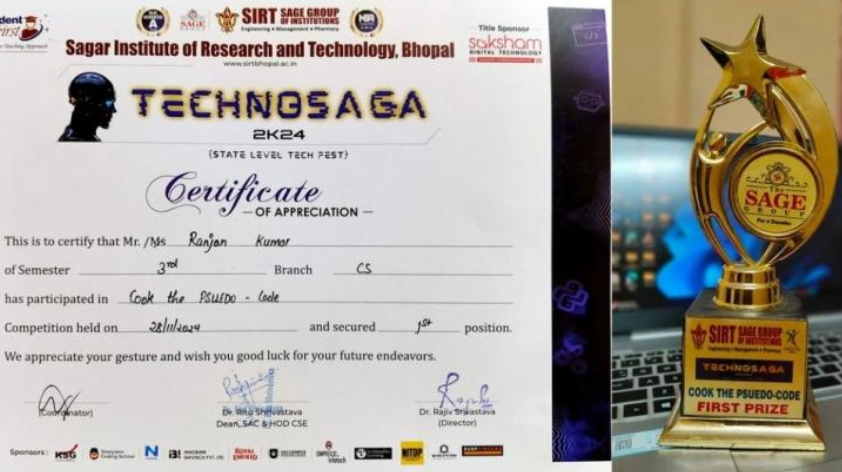 dent
First
Teaching Approach
SAGE
SIRT SAGE GROUP OF INSTITUTIONS
Engineering • Management • Pharmacy
Sagar Institute of Research and Technology, Bhopal
www.sirtbhopal.ac.in
Title Sponsor
saksham
DIGITAL TECHNOLOGY
TECHNOSAGA
2K24
(STATE LEVEL TECH FEST)
Certificate
— OF APPRECIATION —
This is to certify that Mr. /Ms Ranjan Kumar
of Semester 3rd Branch CS
has participated in Cook the PSUEDO - Code
Competition held on 28/11/2024 and secured 1st position.
We appreciate your gesture and wish you good luck for your future endeavors.
(Coordinator)
Dr. Ritu Shrivastava
Dean, SAC & HOD CSE
Dr. Rajiv Srivastava
(Director)
Sponsors :
KSG
N
ROYAL ENFIELD
NITOP
The
SAGE
GROUP
SIRT SAGE GROUP OF INSTITUTIONS
Engineering • Management • Pharmacy
TECHNOSAGA
COOK THE PSUEDO-CODE
FIRST PRIZE